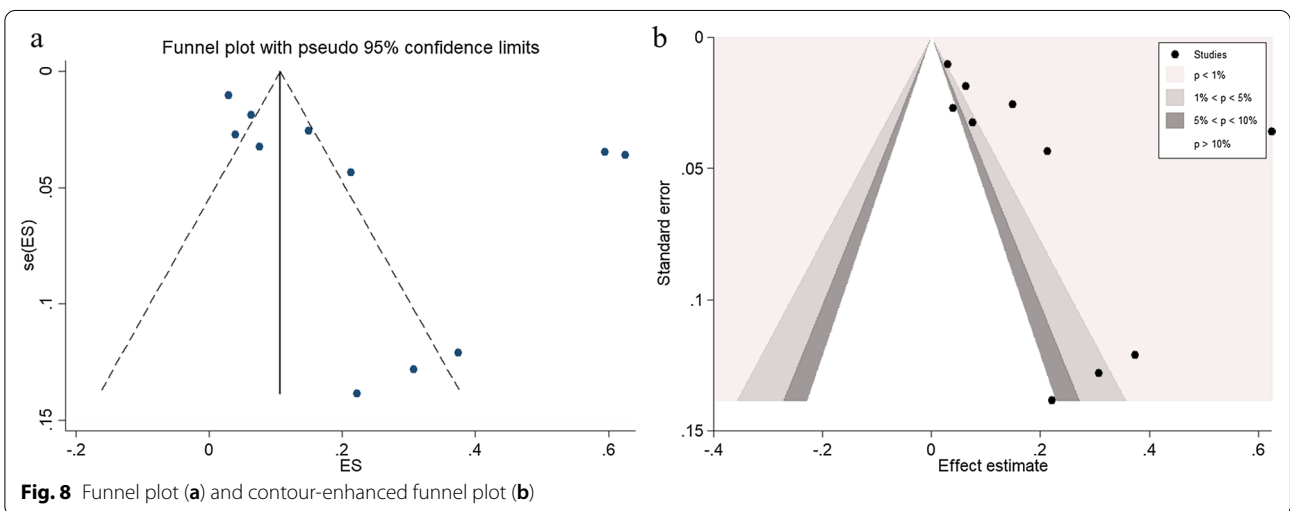 a
Funnel plot with pseudo 95% confidence limits
0
.05
.1
.15
se(ES)
-.2
0
.2
.4
.6
ES
b
0
.05
.1
.15
Standard error
-.4
-.2
0
.2
.4
.6
Effect estimate
Studies
p < 1%
1% < p < 5%
5% < p < 10%
p > 10%
Fig. 8 Funnel plot (a) and contour-enhanced funnel plot (b)